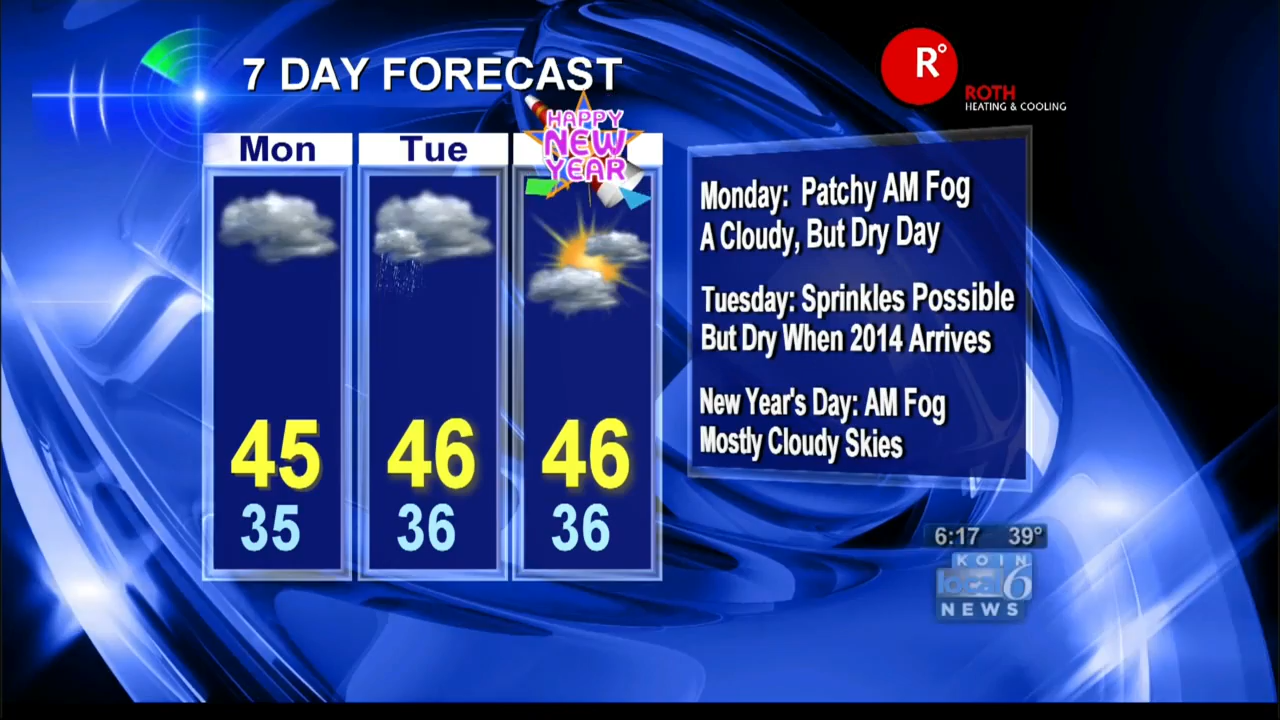 7 DAY FORECAST
R°
ROTH
HEATING & COOLING
Mon
Tue
HAPPY
NEW
YEAR
45
46
46
35
36
36
Monday: Patchy AM Fog
A Cloudy, But Dry Day
Tuesday: Sprinkles Possible
But Dry When 2014 Arrives
New Year's Day: AM Fog
Mostly Cloudy Skies
6:17 39°
KOIN
local 6
NEWS